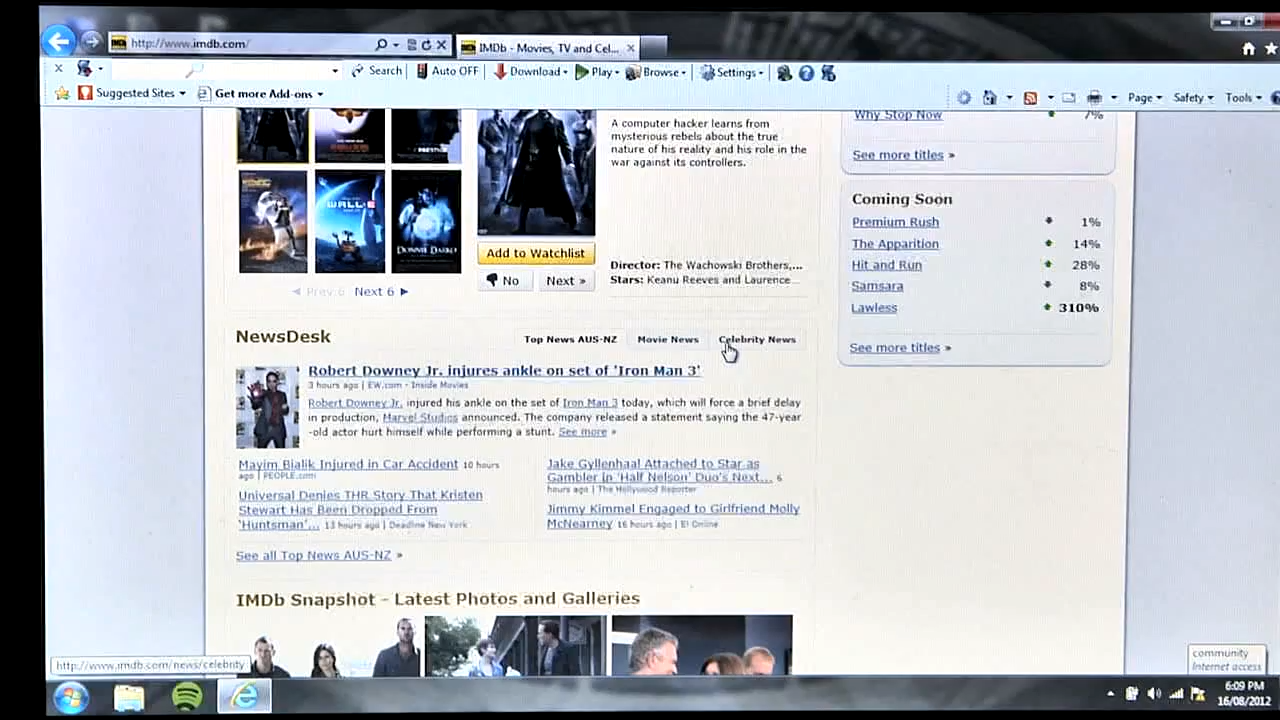 http://www.imdb.com/
IMDb - Movies, TV and Cel...
Search
Auto OFF
Download
Play
Browse
Settings
Suggested Sites
Get more Add-ons
Page
Safety
Tools
A computer hacker learns from
mysterious rebels about the true
nature of his reality and his role in the
war against its controllers.
WALL·E
DONNIE DARKO
Add to Watchlist
No
Next »
Director: The Wachowski Brothers,...
Stars: Keanu Reeves and Laurence...
Prev 6 Next 6
Why Stop Now 7%
See more titles »
Coming Soon
Premium Rush 1%
The Apparition 14%
Hit and Run 28%
Samsara 8%
Lawless 310%
See more titles »
NewsDesk
Top News AUS-NZ
Movie News
Celebrity News
Robert Downey Jr. injures ankle on set of 'Iron Man 3'
3 hours ago | EW.com - Inside Movies
Robert Downey Jr. injured his ankle on the set of Iron Man 3 today, which will force a brief delay
in production, Marvel Studios announced. The company released a statement saying the 47-year
-old actor hurt himself while performing a stunt. See more »
Mayim Bialik Injured in Car Accident 10 hours
ago | PEOPLE.com
Universal Denies THR Story That Kristen
Stewart Has Been Dropped From
'Huntsman'... 13 hours ago | Deadline New York
Jake Gyllenhaal Attached to Star as
Gambler in 'Half Nelson' Duo's Next... 6
hours ago | The Hollywood Reporter
Jimmy Kimmel Engaged to Girlfriend Molly
McNearney 16 hours ago | E! Online
See all Top News AUS-NZ »
IMDb Snapshot - Latest Photos and Galleries
http://www.imdb.com/news/celebrity
community
Internet access
6:09 PM
16/08/2012